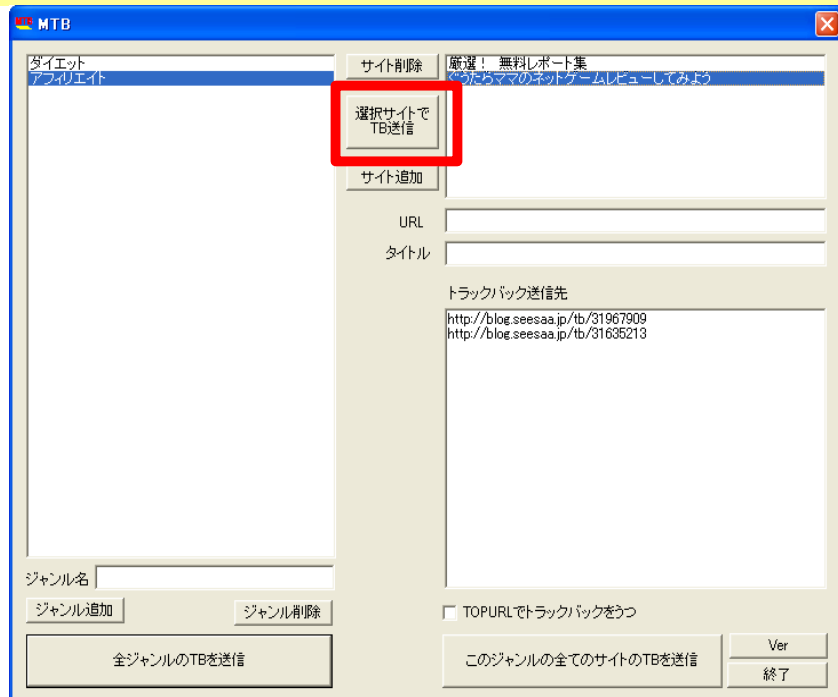 MTB
ダイエット
アフィリエイト
サイト削除
選択サイトで
TB送信
サイト追加
厳選! 無料レポート集
ぐうたらママのネットゲームレビューしてみよう
URL
タイトル
トラックバック送信先
http://blog.seesaa.jp/tb/31967909
http://blog.seesaa.jp/tb/31635213
ジャンル名
ジャンル追加
ジャンル削除
TOPURLでトラックバックをうつ
全ジャンルのTBを送信
このジャンルの全てのサイトのTBを送信
Ver
終了